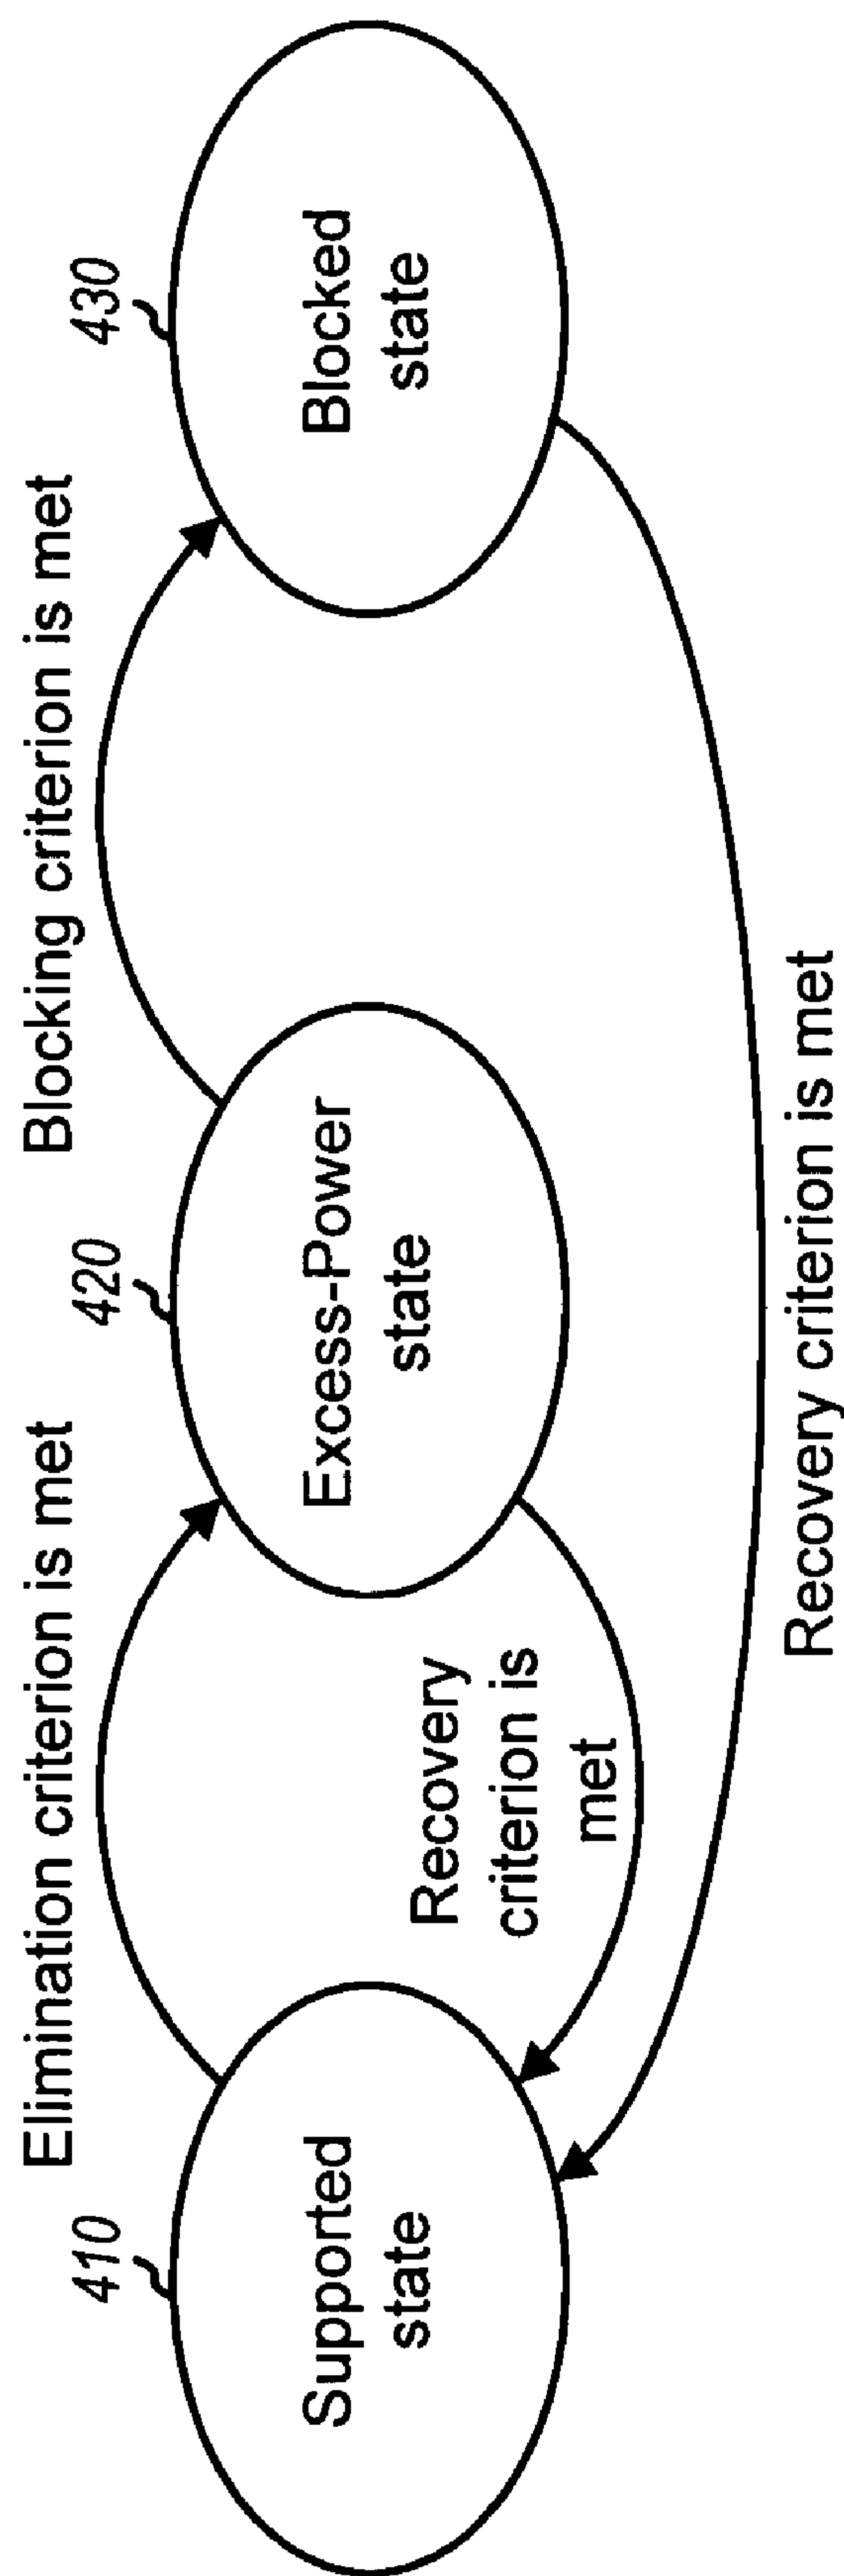 Elimination criterion is met
Blocking criterion is met
410
420
430
Supported
state
Excess-Power
state
Blocked
state
Recovery
criterion is
met
Recovery criterion is met